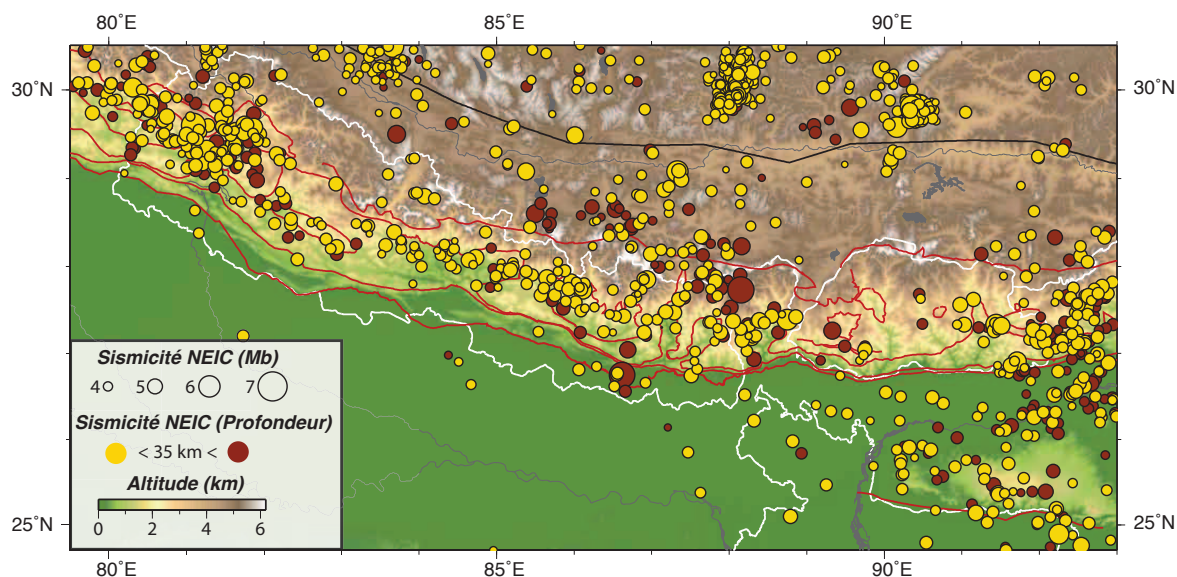 80˚E 85˚E 90˚E
30˚N 30˚N
Sismicité NEIC (Mb)
4 5 6 7
Sismicité NEIC (Profondeur)
< 35 km <
Altitude (km)
0 2 4 6
25˚N 25˚N
80˚E 85˚E 90˚E